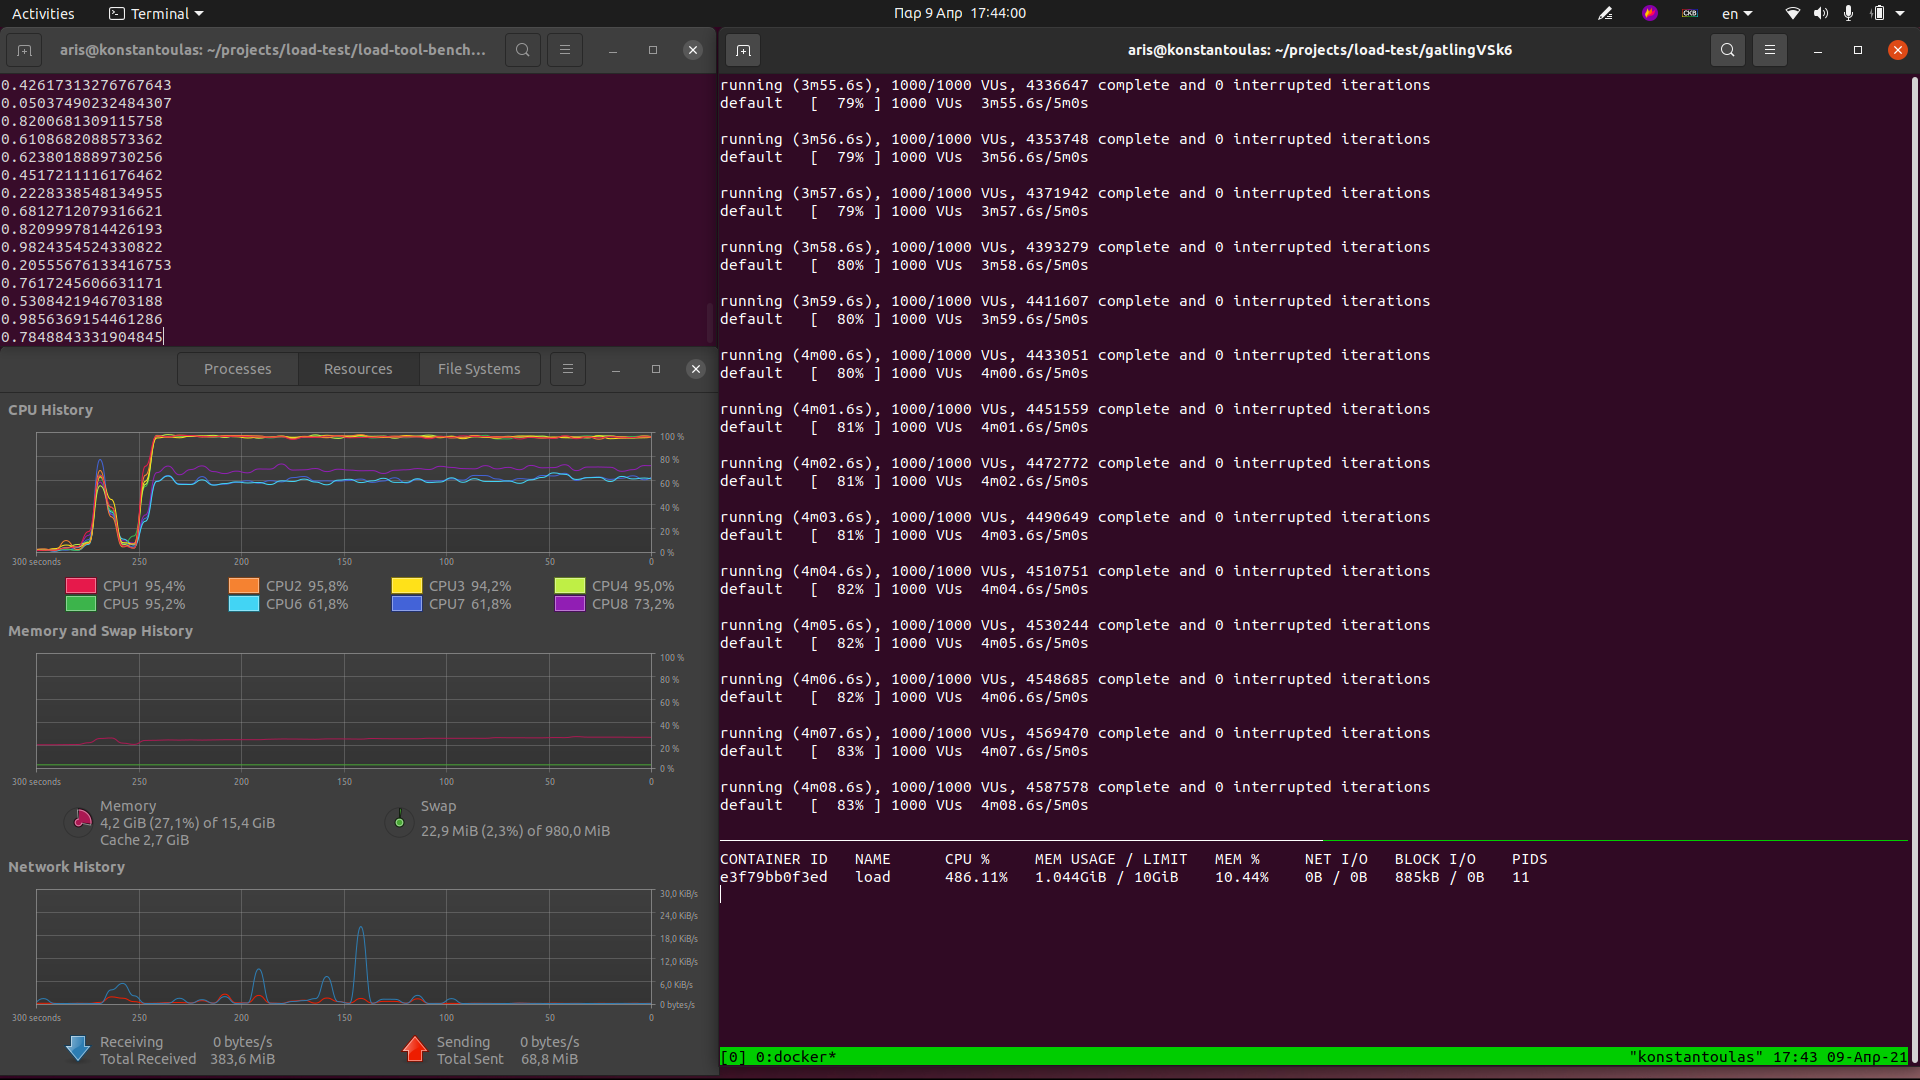 Activities
Terminal
Παρ 9 Απρ 17:44:00
en
aris@konstantoulas: ~/projects/load-test/load-tool-bench...
0.426173132767676​43
0.05037490232484307
0.8200681309115758
0.6108682088573362
0.6238018889730256
0.4517211116176462
0.2228338548134955
0.6812712079316621
0.8209997814426193
0.9824354524330822
0.20555676133416753
0.7617245606631171
0.5308421946703188
0.9856369154461286
0.7848843331904845
Processes
Resources
File Systems
CPU History
100 %
80 %
60 %
40 %
20 %
0 %
300 seconds 250 200 150 100 50 0
CPU1 95,4% CPU2 95,8% CPU3 94,2% CPU4 95,0%
CPU5 95,2% CPU6 61,8% CPU7 61,8% CPU8 73,2%
Memory and Swap History
100 %
80 %
60 %
40 %
20 %
0 %
300 seconds 250 200 150 100 50 0
Memory
4,2 GiB (27,1%) of 15,4 GiB
Cache 2,7 GiB
Swap
22,9 MiB (2,3%) of 980,0 MiB
Network History
30,0 KiB/s
24,0 KiB/s
18,0 KiB/s
12,0 KiB/s
6,0 KiB/s
0 bytes/s
300 seconds 250 200 150 100 50 0
Receiving 0 bytes/s
Total Received 383,6 MiB
Sending 0 bytes/s
Total Sent 68,8 MiB
aris@konstantoulas: ~/projects/load-test/gatlingVSk6
running (3m55.6s), 1000/1000 VUs, 4336647 complete and 0 interrupted iterations
default [ 79% ] 1000 VUs 3m55.6s/5m0s
running (3m56.6s), 1000/1000 VUs, 4353748 complete and 0 interrupted iterations
default [ 79% ] 1000 VUs 3m56.6s/5m0s
running (3m57.6s), 1000/1000 VUs, 4371942 complete and 0 interrupted iterations
default [ 79% ] 1000 VUs 3m57.6s/5m0s
running (3m58.6s), 1000/1000 VUs, 4393279 complete and 0 interrupted iterations
default [ 80% ] 1000 VUs 3m58.6s/5m0s
running (3m59.6s), 1000/1000 VUs, 4411607 complete and 0 interrupted iterations
default [ 80% ] 1000 VUs 3m59.6s/5m0s
running (4m00.6s), 1000/1000 VUs, 4433051 complete and 0 interrupted iterations
default [ 80% ] 1000 VUs 4m00.6s/5m0s
running (4m01.6s), 1000/1000 VUs, 4451559 complete and 0 interrupted iterations
default [ 81% ] 1000 VUs 4m01.6s/5m0s
running (4m02.6s), 1000/1000 VUs, 4472772 complete and 0 interrupted iterations
default [ 81% ] 1000 VUs 4m02.6s/5m0s
running (4m03.6s), 1000/1000 VUs, 4490649 complete and 0 interrupted iterations
default [ 81% ] 1000 VUs 4m03.6s/5m0s
running (4m04.6s), 1000/1000 VUs, 4510751 complete and 0 interrupted iterations
default [ 82% ] 1000 VUs 4m04.6s/5m0s
running (4m05.6s), 1000/1000 VUs, 4530244 complete and 0 interrupted iterations
default [ 82% ] 1000 VUs 4m05.6s/5m0s
running (4m06.6s), 1000/1000 VUs, 4548685 complete and 0 interrupted iterations
default [ 82% ] 1000 VUs 4m06.6s/5m0s
running (4m07.6s), 1000/1000 VUs, 4569470 complete and 0 interrupted iterations
default [ 83% ] 1000 VUs 4m07.6s/5m0s
running (4m08.6s), 1000/1000 VUs, 4587578 complete and 0 interrupted iterations
default [ 83% ] 1000 VUs 4m08.6s/5m0s
CONTAINER ID NAME CPU % MEM USAGE / LIMIT MEM % NET I/O BLOCK I/O PIDS
e3f79bb0f3ed load 486.11% 1.044GiB / 10GiB 10.44% 0B / 0B 885kB / 0B 11
[0] 0:docker* "konstantoulas" 17:43 09-Απρ-21